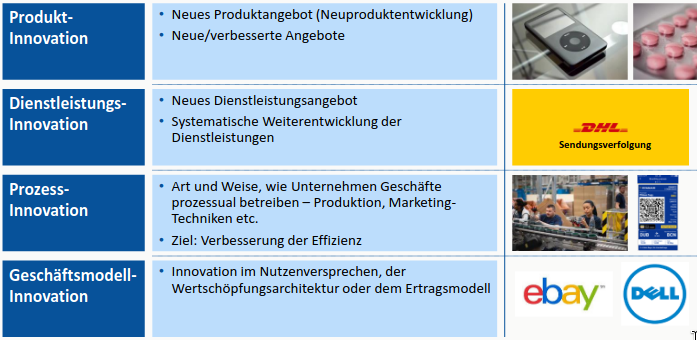 Produkt-
Innovation
• Neues Produktangebot (Neuproduktentwicklung)
• Neue/verbesserte Angebote
Dienstleistungs-
Innovation
• Neues Dienstleistungsangebot
• Systematische Weiterentwicklung der
Dienstleistungen
DHL
Sendungsverfolgung
Prozess-
Innovation
• Art und Weise, wie Unternehmen Geschäfte
prozessual betreiben – Produktion, Marketing-
Techniken etc.
• Ziel: Verbesserung der Effizienz
Geschäftsmodell-
Innovation
• Innovation im Nutzenversprechen, der
Wertschöpfungsarchitektur oder dem Ertragsmodell
ebay
DELL